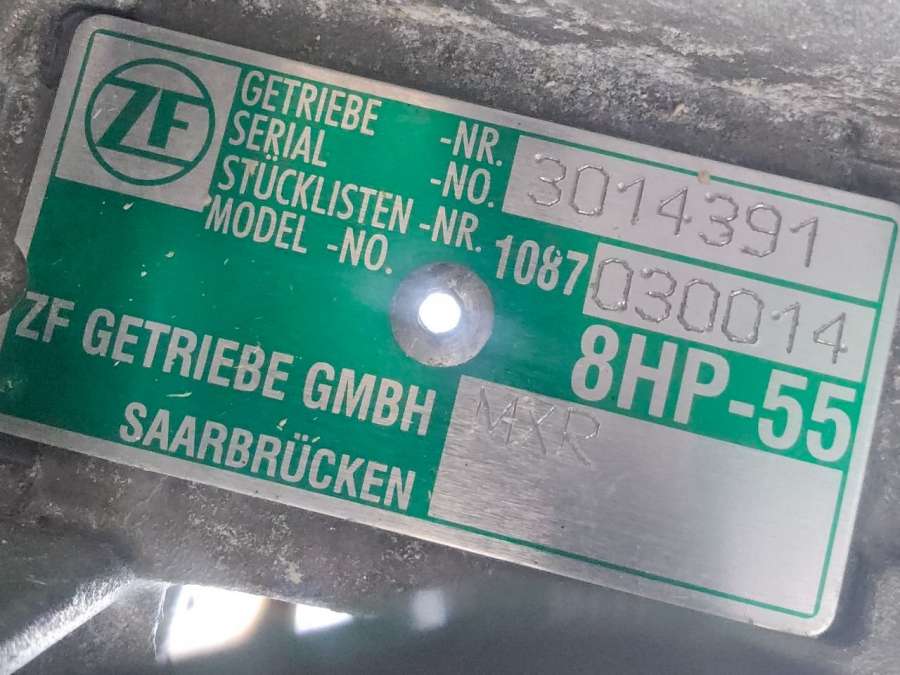 ZF
GETRIEBE -NR.
SERIAL -NO. 3014391
STÜCKLISTEN -NR.
MODEL -NO. 1087 030014
8HP-55
ZF GETRIEBE GMBH
SAARBRÜCKEN
MXR